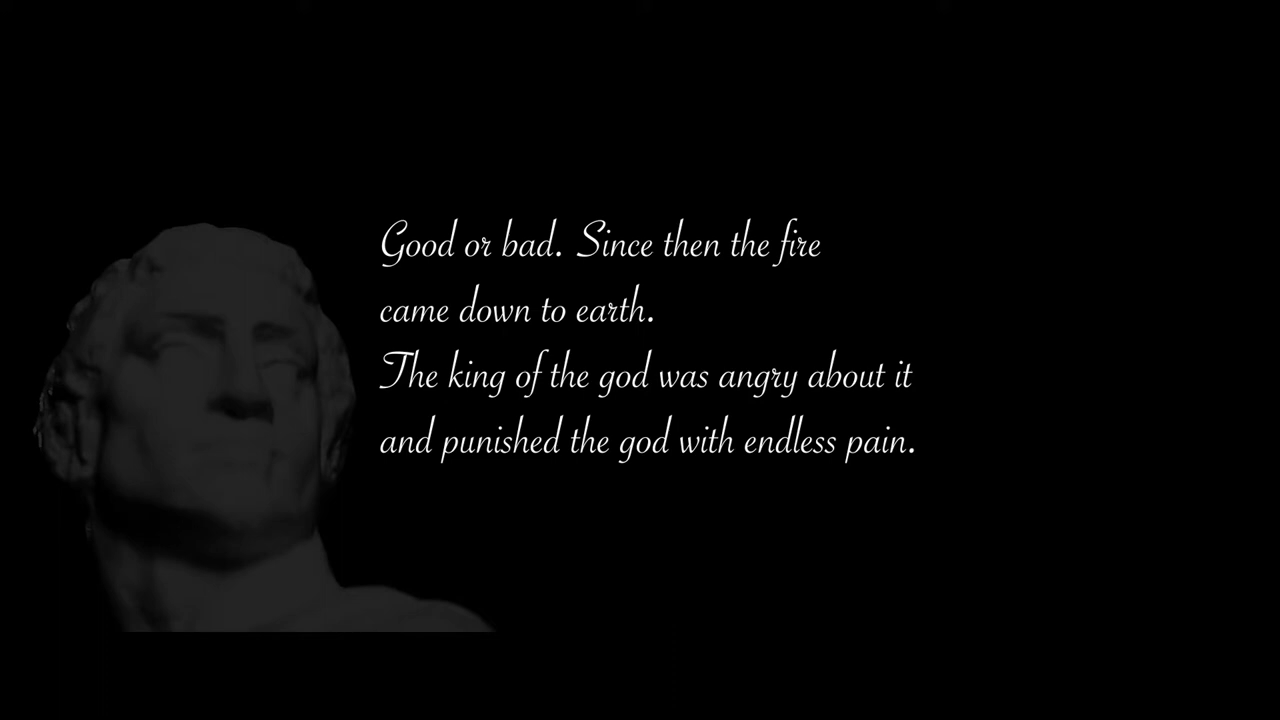 Good or bad. Since then the fire
came down to earth.
The king of the god was angry about it
and punished the god with endless pain.